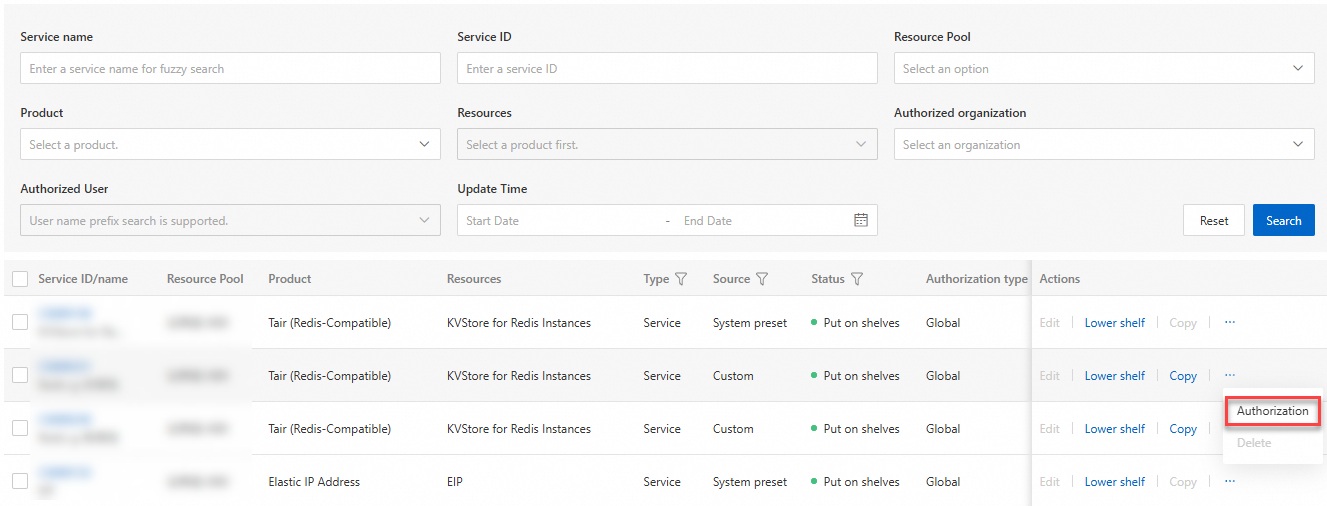 Service name
Service ID
Resource Pool
Enter a service name for fuzzy search
Enter a service ID
Select an option
Product
Resources
Authorized organization
Select a product.
Select a product first.
Select an organization
Authorized User
Update Time
User name prefix search is supported.
Start Date - End Date
Reset
Search
Service ID/name Resource Pool Product Resources Type Source Status Authorization type Actions
Tair (Redis-Compatible) KVStore for Redis Instances Service System preset Put on shelves Global Edit Lower shelf Copy ...
Tair (Redis-Compatible) KVStore for Redis Instances Service Custom Put on shelves Global Edit Lower shelf Copy ...
Authorization
Tair (Redis-Compatible) KVStore for Redis Instances Service Custom Put on shelves Global Edit Lower shelf Copy
Delete
Elastic IP Address EIP Service System preset Put on shelves Global Edit Lower shelf Copy ...